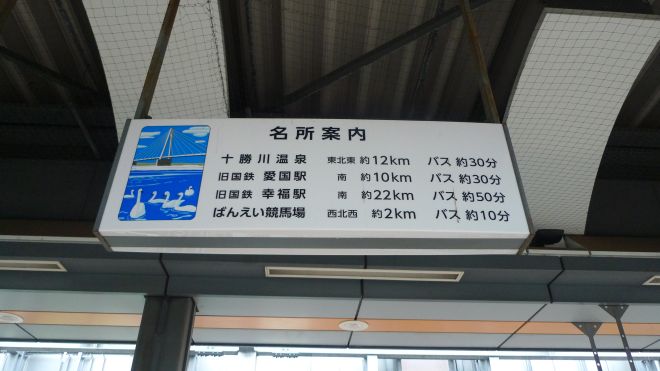 名所案内
十勝川温泉 東北東 約12km バス 約30分
旧国鉄 愛国駅 南 約10km バス 約30分
旧国鉄 幸福駅 南 約22km バス 約50分
ばんえい競馬場 西北西 約2km バス 約10分